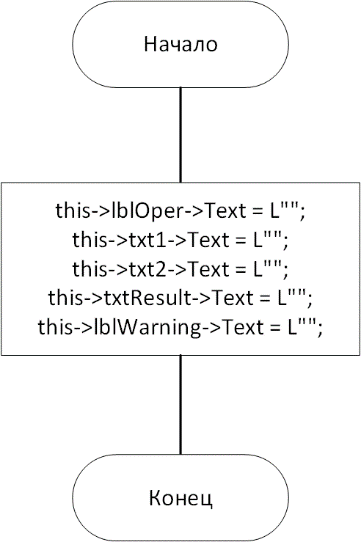 Начало
this->lblOper->Text = L"";
this->txt1->Text = L"";
this->txt2->Text = L"";
this->txtResult->Text = L"";
this->lblWarning->Text = L"";
Конец